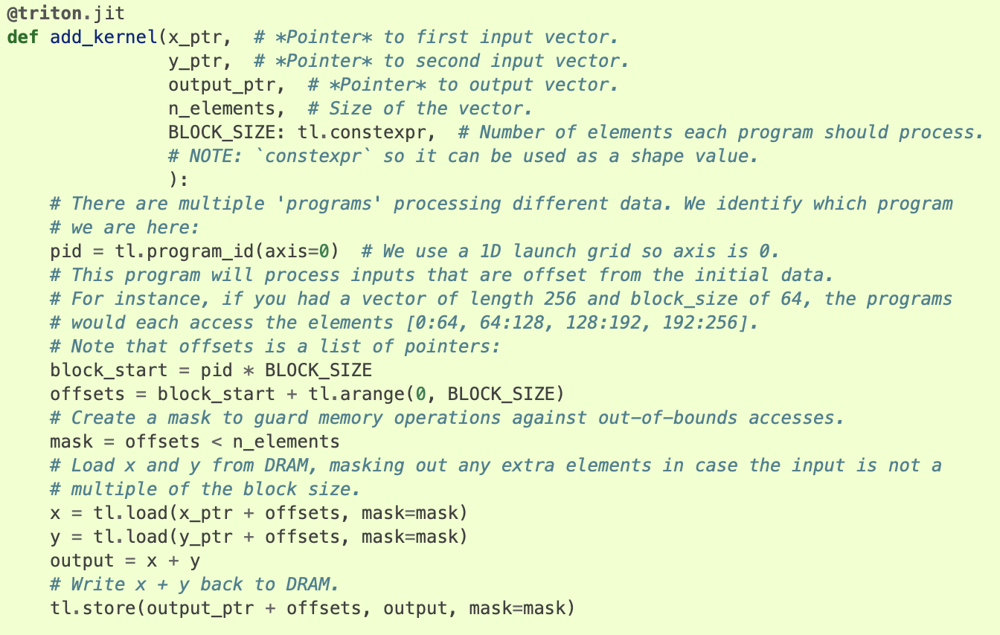 @triton.jit
def add_kernel(x_ptr,  # *Pointer* to first input vector.
               y_ptr,  # *Pointer* to second input vector.
               output_ptr,  # *Pointer* to output vector.
               n_elements,  # Size of the vector.
               BLOCK_SIZE: tl.constexpr,  # Number of elements each program should process.
               # NOTE: `constexpr` so it can be used as a shape value.
               ):
    # There are multiple 'programs' processing different data. We identify which program
    # we are here:
    pid = tl.program_id(axis=0)  # We use a 1D launch grid so axis is 0.
    # This program will process inputs that are offset from the initial data.
    # For instance, if you had a vector of length 256 and block_size of 64, the programs
    # would each access the elements [0:64, 64:128, 128:192, 192:256].
    # Note that offsets is a list of pointers:
    block_start = pid * BLOCK_SIZE
    offsets = block_start + tl.arange(0, BLOCK_SIZE)
    # Create a mask to guard memory operations against out-of-bounds accesses.
    mask = offsets < n_elements
    # Load x and y from DRAM, masking out any extra elements in case the input is not a
    # multiple of the block size.
    x = tl.load(x_ptr + offsets, mask=mask)
    y = tl.load(y_ptr + offsets, mask=mask)
    output = x + y
    # Write x + y back to DRAM.
    tl.store(output_ptr + offsets, output, mask=mask)